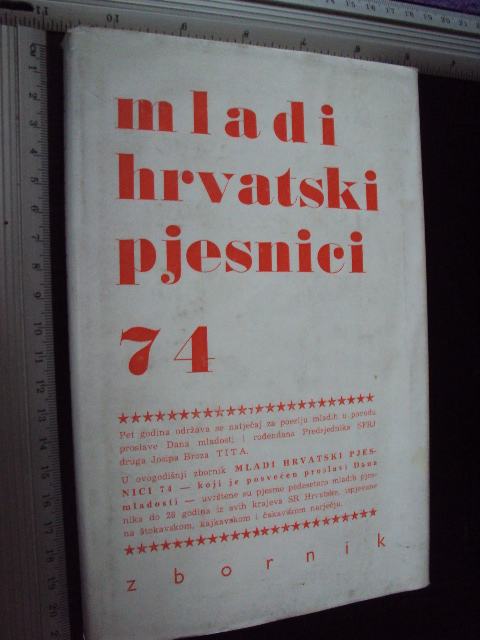 mladi
hrvatski
pjesnici
74
Pet godina održava se natječaj za poeziju mladih u povodu
proslave Dana mladosti i rođendana Predsjednika SFRJ
druga Josipa Broza TITA.
U ovogodišnji zbornik MLADI HRVATSKI PJES-
NICI 74 — koji je posvećen proslavi Dana
mladosti — uvrštene su pjesme pedesetoro mladih pjes-
nika do 28 godina iz svih krajeva SR Hrvatske, ispjevane
na štokavskom, kajkavskom i čakavskom narječju.
zbornik